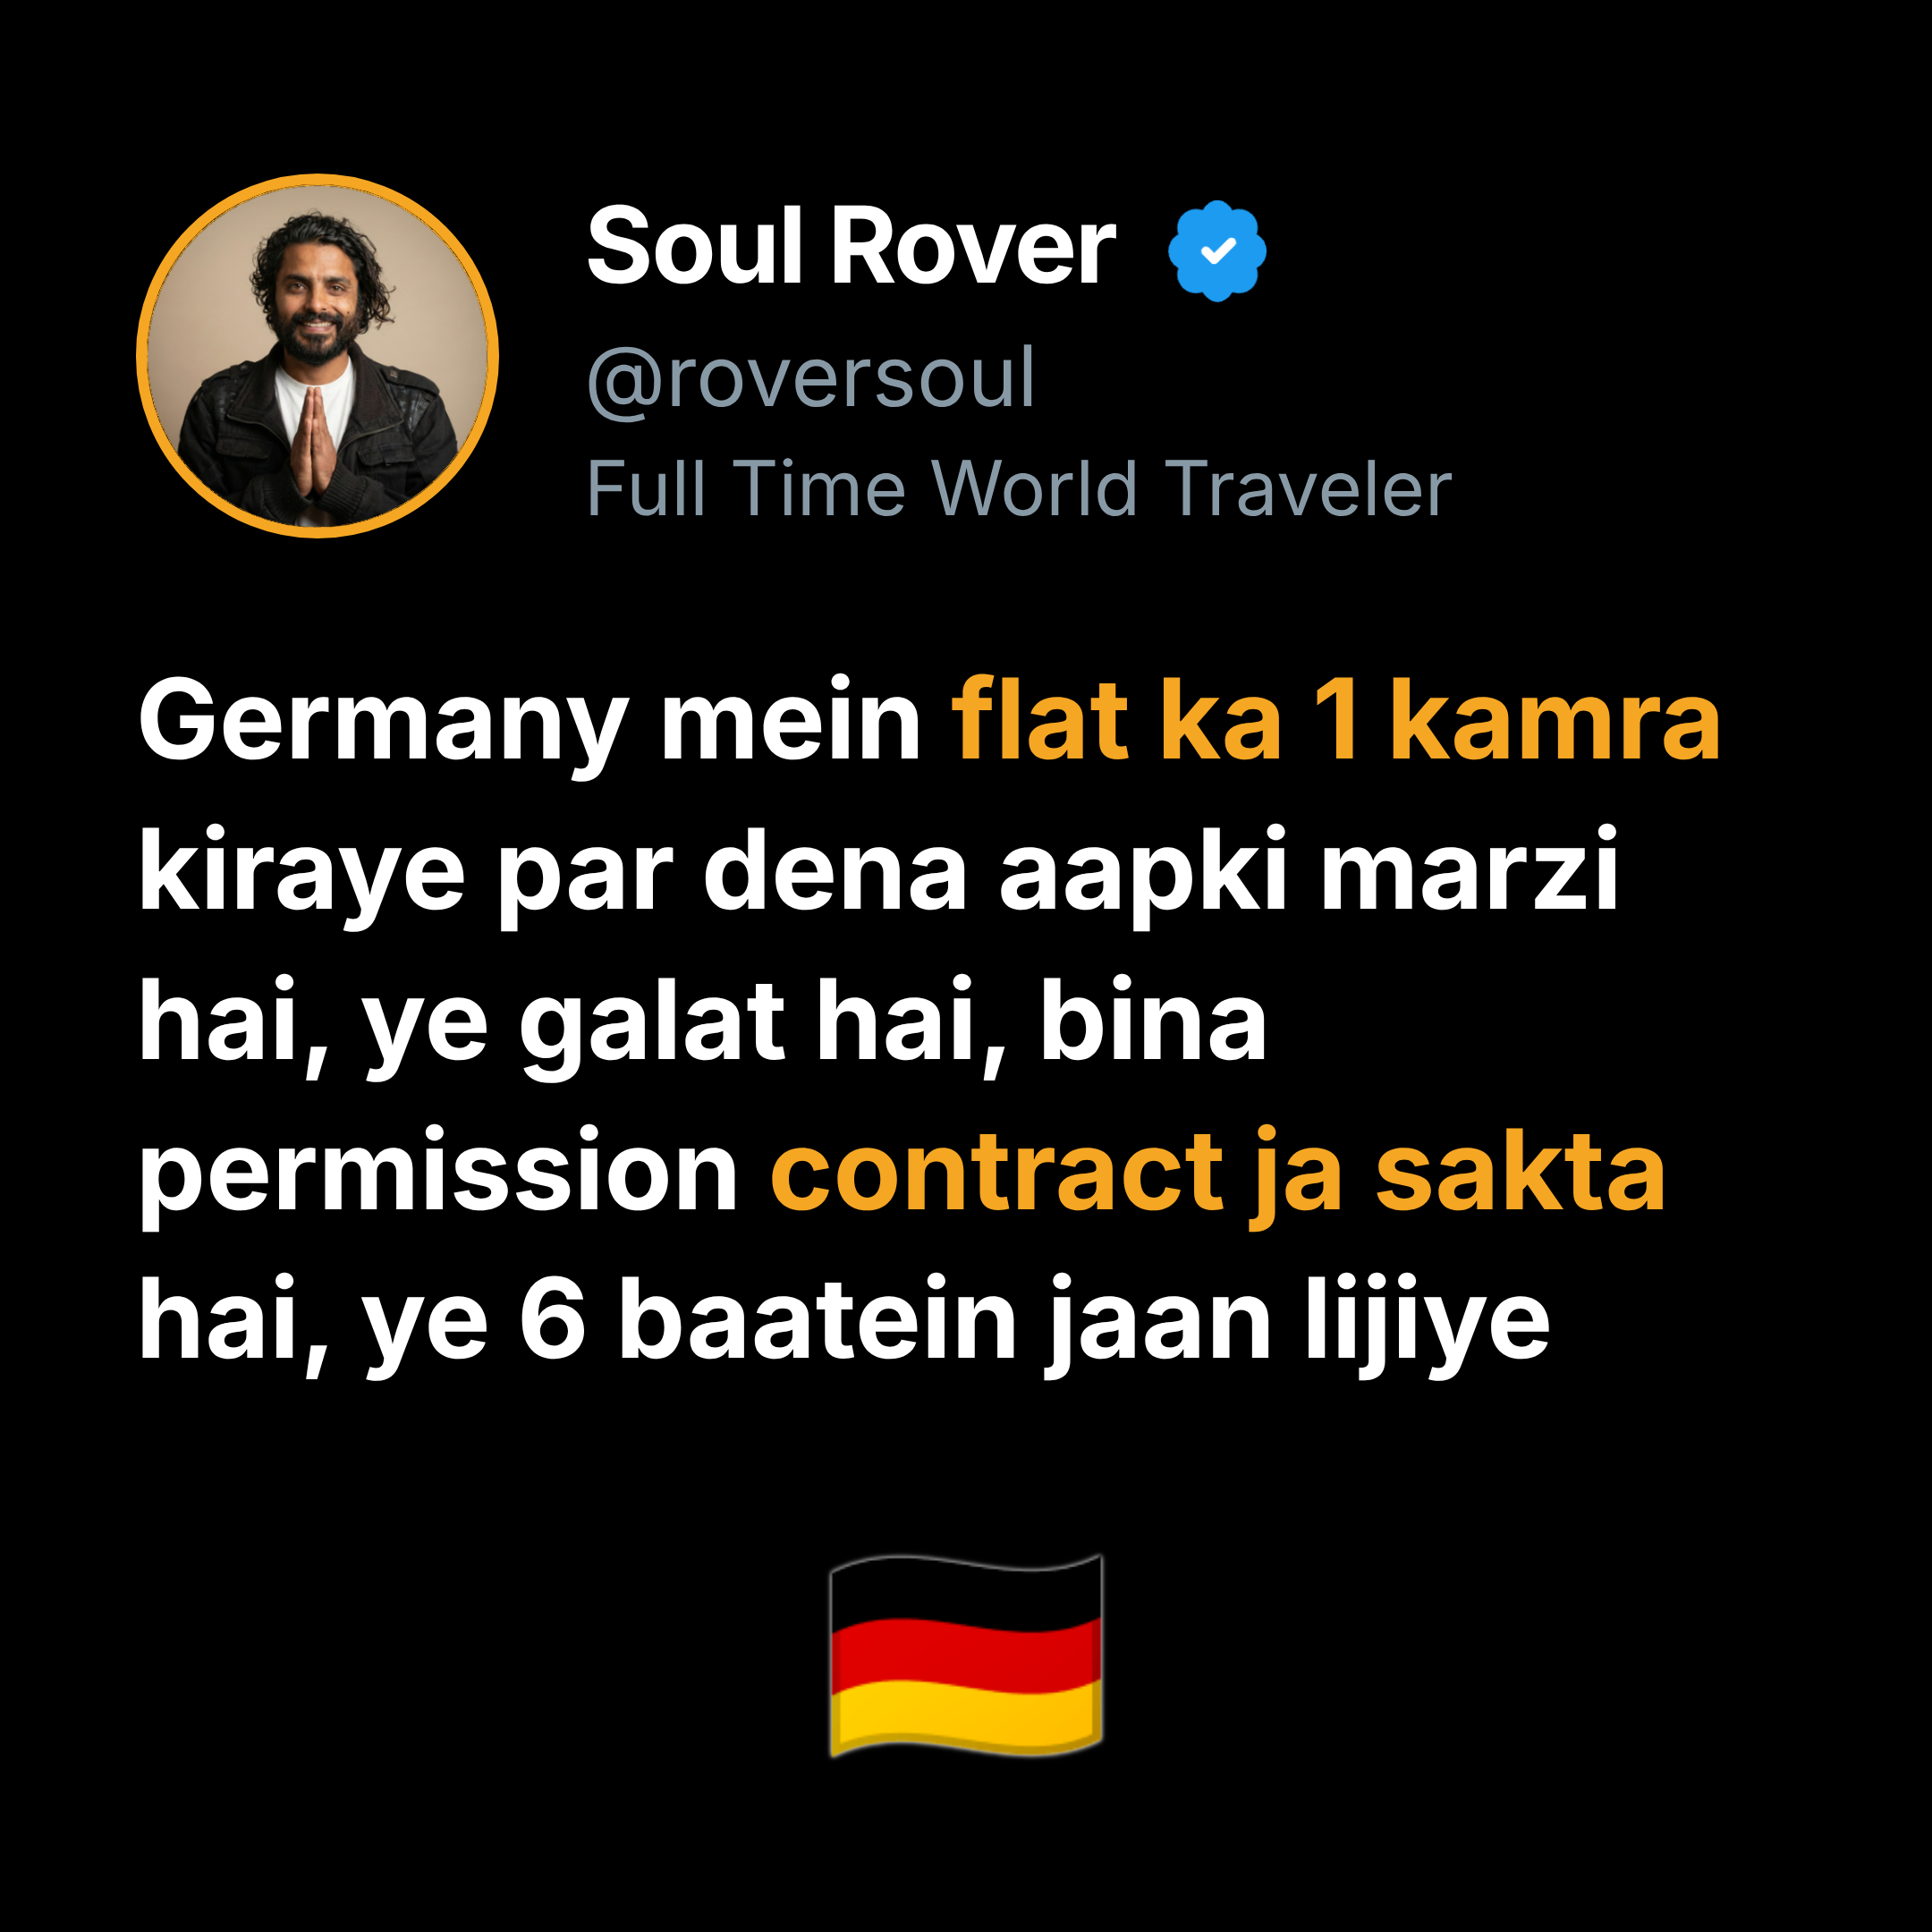 Soul Rover
@roversoul
Full Time World Traveler
Germany mein flat ka 1 kamra
kiraye par dena aapki marzi
hai, ye galat hai, bina
permission contract ja sakta
hai, ye 6 baatein jaan lijiye